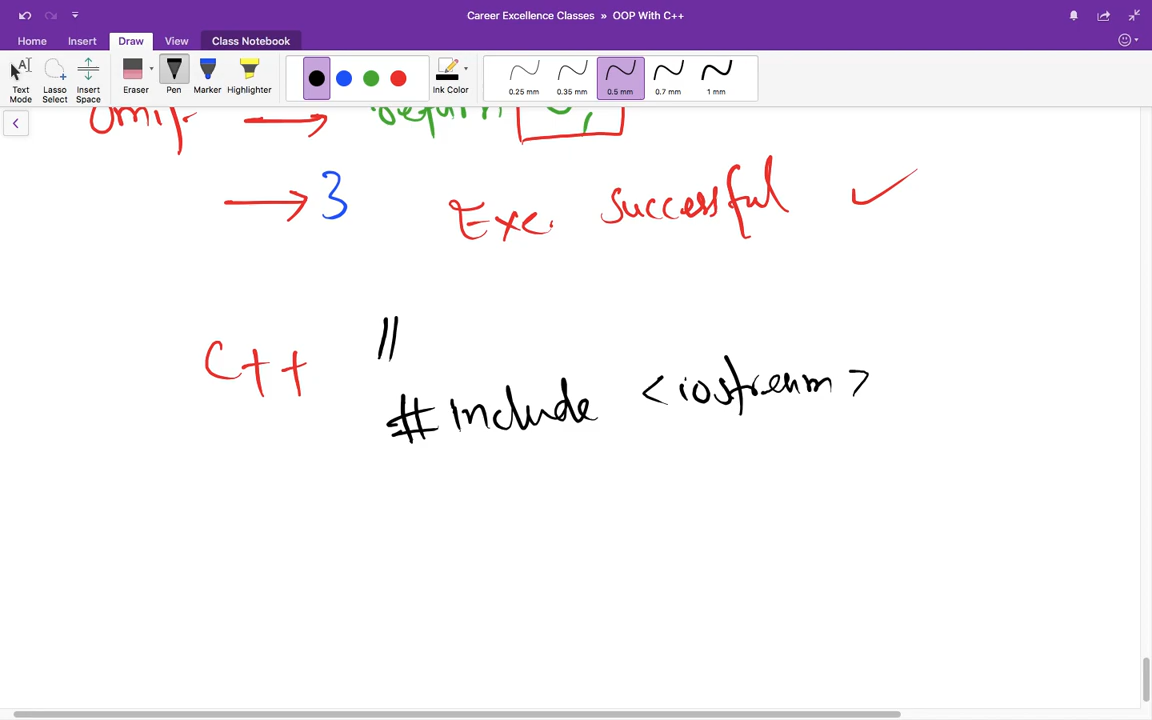 Career Excellence Classes » OOP With C++
Home Insert Draw View Class Notebook
Text Mode
Lasso Select
Insert Space
Eraser
Pen
Marker
Highlighter
Ink Color
0.25 mm
0.35 mm
0.5 mm
0.7 mm
1 mm
→ return
→ 3 Exe. Successful ✓
//
C++
#include <iostream>